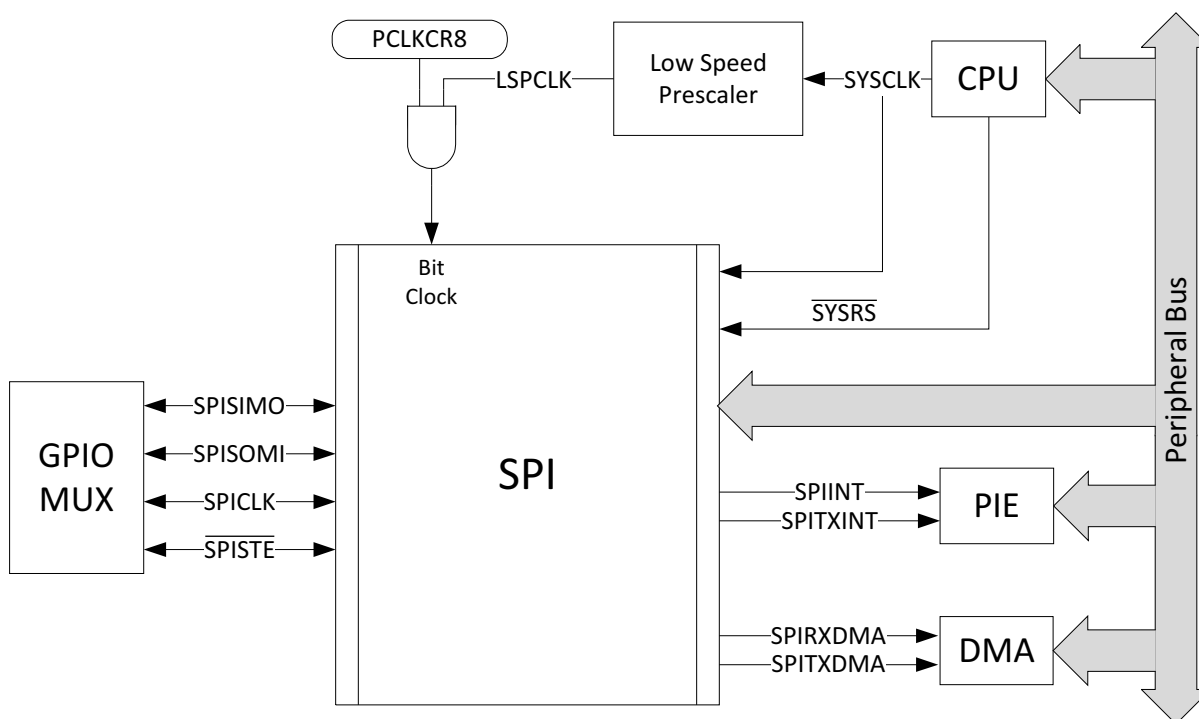 PCLKCR8
LSPCLK
Low Speed
Prescaler
SYSCLK
CPU
Bit
Clock
SYSRS
Peripheral Bus
GPIO
MUX
SPISIMO
SPISOMI
SPICLK
SPISTE
SPI
SPIINT
SPITXINT
PIE
SPIRXDMA
SPITXDMA
DMA